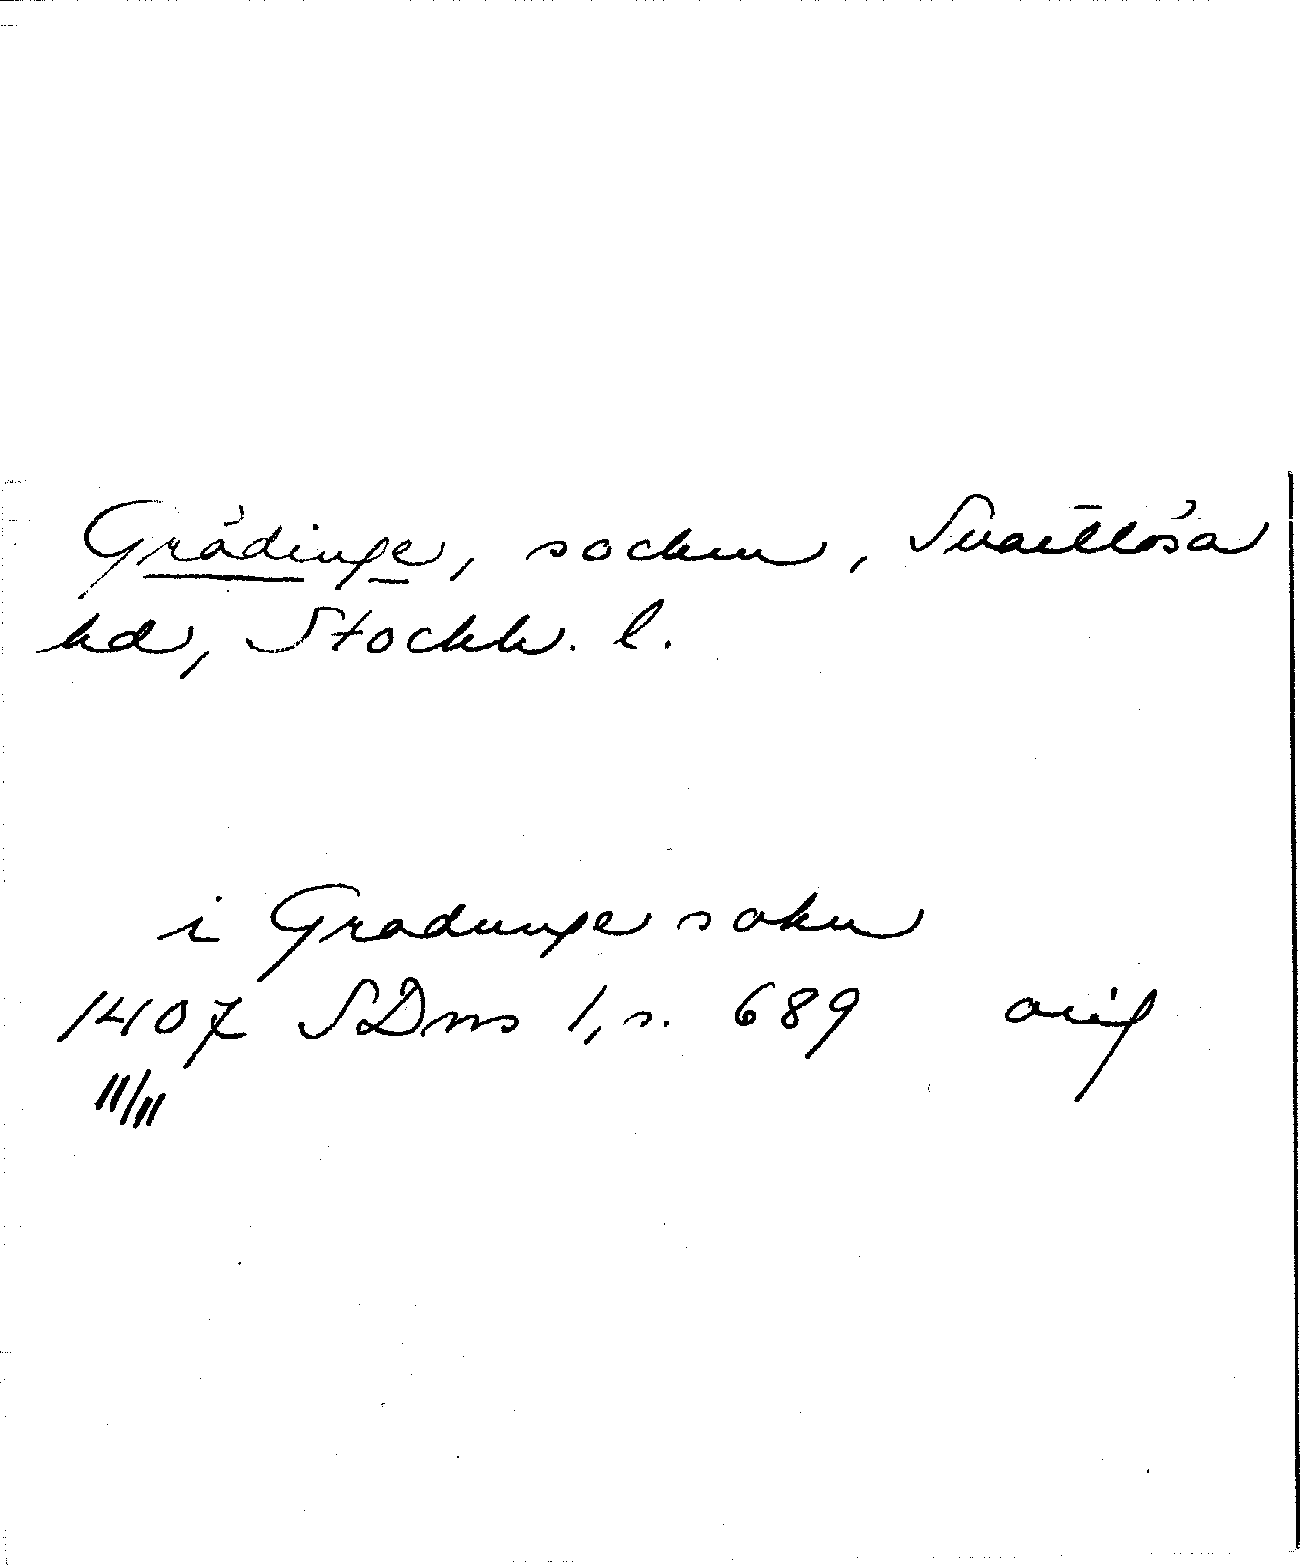 Grödinge, socken, Svartlösa
hd, Stockh. l.
i Gradunge sokn
1407 SDns 1, s. 689 orig
11/11